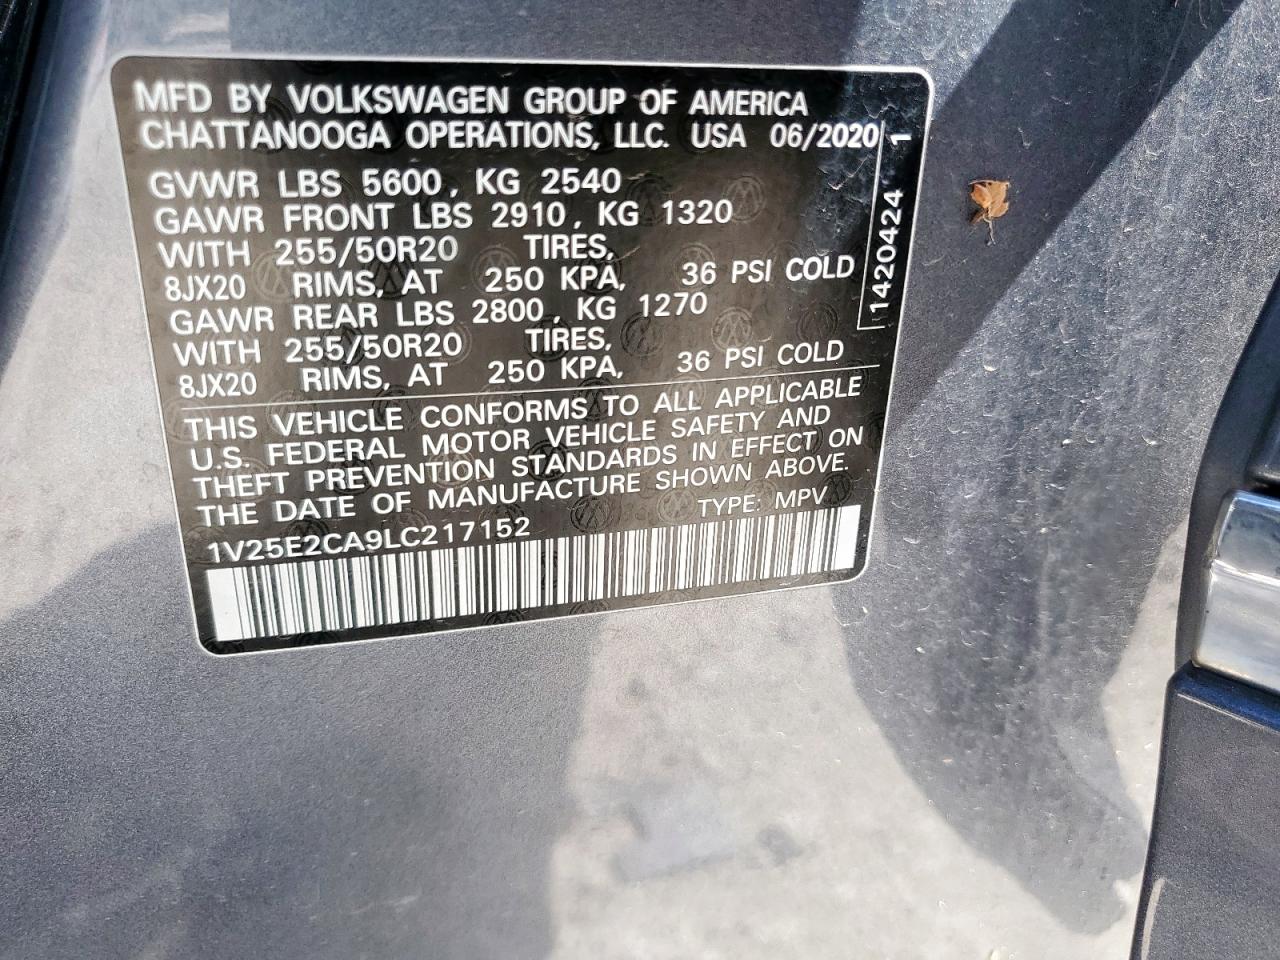 MFD BY VOLKSWAGEN GROUP OF AMERICA
CHATTANOOGA OPERATIONS, LLC. USA 06/2020
GVWR LBS 5600, KG 2540
GAWR FRONT LBS 2910, KG 1320
WITH 255/50R20 TIRES,
8JX20 RIMS, AT 250 KPA, 36 PSI COLD
GAWR REAR LBS 2800, KG 1270
WITH 255/50R20 TIRES,
8JX20 RIMS, AT 250 KPA, 36 PSI COLD
THIS VEHICLE CONFORMS TO ALL APPLICABLE
U.S. FEDERAL MOTOR VEHICLE SAFETY AND
THEFT PREVENTION STANDARDS IN EFFECT ON
THE DATE OF MANUFACTURE SHOWN ABOVE.
TYPE: MPV
1V25E2CA9LC217152
1420424 1